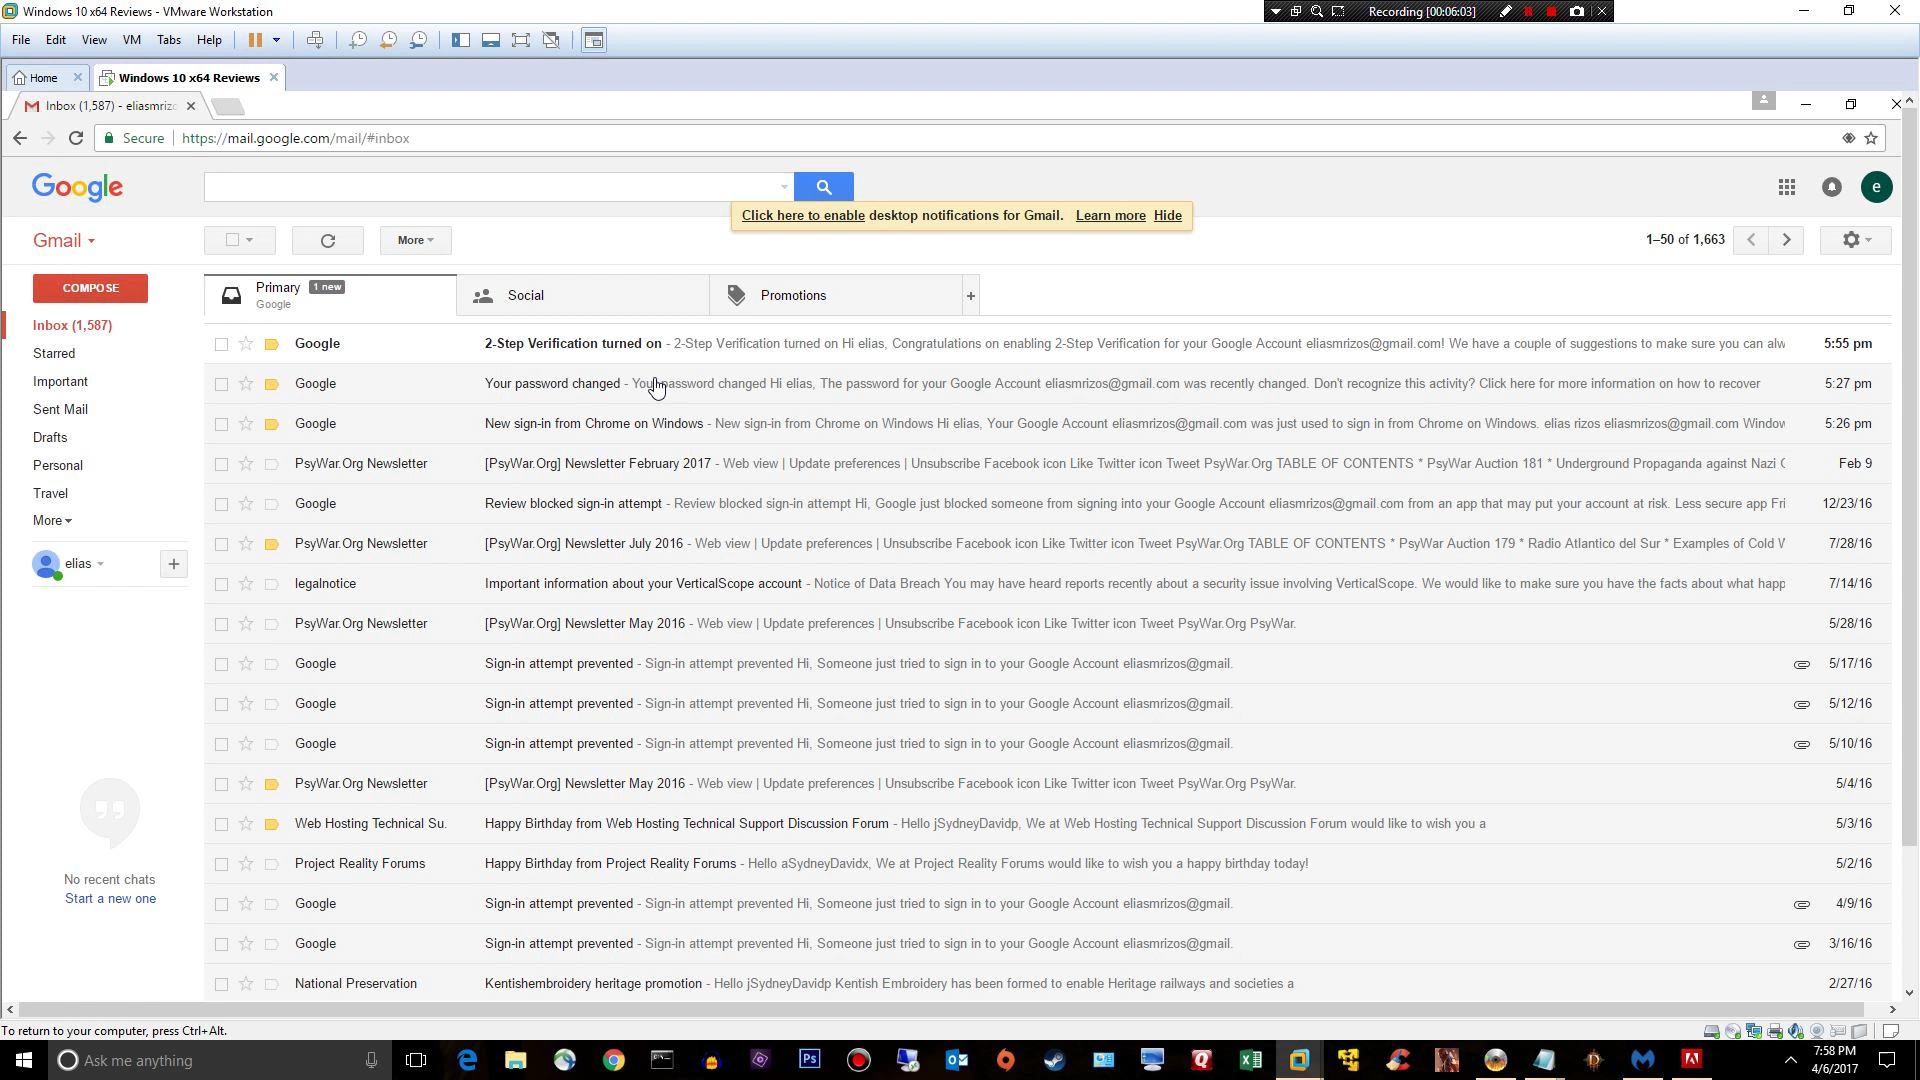 Windows 10 x64 Reviews - VMware Workstation
Recording [00:06:03]
File Edit View VM Tabs Help
Home
Windows 10 x64 Reviews
Inbox (1,587) - eliasmrizo
Secure https://mail.google.com/mail/#inbox
Google
e
Click here to enable desktop notifications for Gmail. Learn more Hide
Gmail
More
1–50 of 1,663
COMPOSE
Inbox (1,587)
Starred
Important
Sent Mail
Drafts
Personal
Travel
More
elias
No recent chats
Start a new one
Primary 1 new
Google
Social
Promotions
+
Google 2-Step Verification turned on - 2-Step Verification turned on Hi elias, Congratulations on enabling 2-Step Verification for your Google Account eliasmrizos@gmail.com! We have a couple of suggestions to make sure you can alw 5:55 pm
Google Your password changed - Your password changed Hi elias, The password for your Google Account eliasmrizos@gmail.com was recently changed. Don't recognize this activity? Click here for more information on how to recover 5:27 pm
Google New sign-in from Chrome on Windows - New sign-in from Chrome on Windows Hi elias, Your Google Account eliasmrizos@gmail.com was just used to sign in from Chrome on Windows. elias rizos eliasmrizos@gmail.com Window 5:26 pm
PsyWar.Org Newsletter [PsyWar.Org] Newsletter February 2017 - Web view | Update preferences | Unsubscribe Facebook icon Like Twitter icon Tweet PsyWar.Org TABLE OF CONTENTS * PsyWar Auction 181 * Underground Propaganda against Nazi Feb 9
Google Review blocked sign-in attempt - Review blocked sign-in attempt Hi, Google just blocked someone from signing into your Google Account eliasmrizos@gmail.com from an app that may put your account at risk. Less secure app Fri 12/23/16
PsyWar.Org Newsletter [PsyWar.Org] Newsletter July 2016 - Web view | Update preferences | Unsubscribe Facebook icon Like Twitter icon Tweet PsyWar.Org TABLE OF CONTENTS * PsyWar Auction 179 * Radio Atlantico del Sur * Examples of Cold W 7/28/16
legalnotice Important information about your VerticalScope account - Notice of Data Breach You may have heard reports recently about a security issue involving VerticalScope. We would like to make sure you have the facts about what happ 7/14/16
PsyWar.Org Newsletter [PsyWar.Org] Newsletter May 2016 - Web view | Update preferences | Unsubscribe Facebook icon Like Twitter icon Tweet PsyWar.Org PsyWar. 5/28/16
Google Sign-in attempt prevented - Sign-in attempt prevented Hi, Someone just tried to sign in to your Google Account eliasmrizos@gmail. 5/17/16
Google Sign-in attempt prevented - Sign-in attempt prevented Hi, Someone just tried to sign in to your Google Account eliasmrizos@gmail. 5/12/16
Google Sign-in attempt prevented - Sign-in attempt prevented Hi, Someone just tried to sign in to your Google Account eliasmrizos@gmail. 5/10/16
PsyWar.Org Newsletter [PsyWar.Org] Newsletter May 2016 - Web view | Update preferences | Unsubscribe Facebook icon Like Twitter icon Tweet PsyWar.Org PsyWar. 5/4/16
Web Hosting Technical Su. Happy Birthday from Web Hosting Technical Support Discussion Forum - Hello jSydneyDavidp, We at Web Hosting Technical Support Discussion Forum would like to wish you a 5/3/16
Project Reality Forums Happy Birthday from Project Reality Forums - Hello aSydneyDavidx, We at Project Reality Forums would like to wish you a happy birthday today! 5/2/16
Google Sign-in attempt prevented - Sign-in attempt prevented Hi, Someone just tried to sign in to your Google Account eliasmrizos@gmail. 4/9/16
Google Sign-in attempt prevented - Sign-in attempt prevented Hi, Someone just tried to sign in to your Google Account eliasmrizos@gmail. 3/16/16
National Preservation Kentishembroidery heritage promotion - Hello jSydneyDavidp Kentish Embroidery has been formed to enable Heritage railways and societies a 2/27/16
To return to your computer, press Ctrl+Alt.
Ask me anything
Ps
7:58 PM
4/6/2017